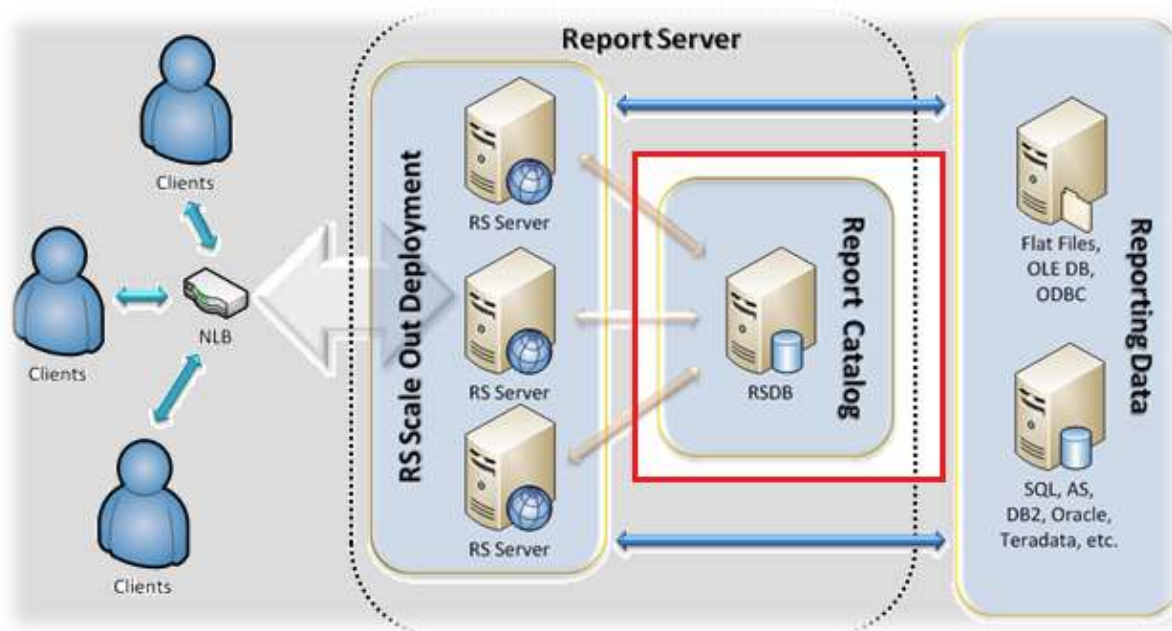 Report Server
Clients
Clients
NLB
Clients
RS Scale Out Deployment
RS Server
RS Server
RS Server
Report Catalog
RSDB
Reporting Data
Flat Files,
OLE DB,
ODBC
SQL, AS,
DB2, Oracle,
Teradata, etc.